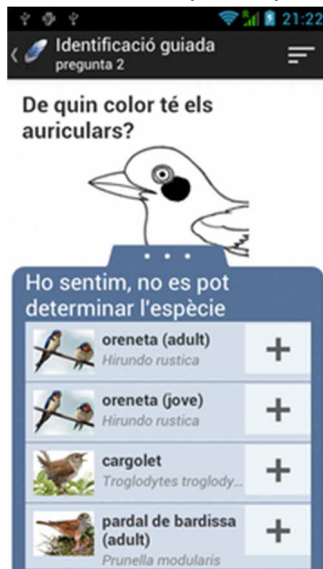 21:22
Identificació guiada
pregunta 2
De quin color té els
auriculars?
Ho sentim, no es pot
determinar l'espècie
oreneta (adult)
Hirundo rustica
oreneta (jove)
Hirundo rustica
cargolet
Troglodytes troglody...
pardal de bardissa
(adult)
Prunella modularis